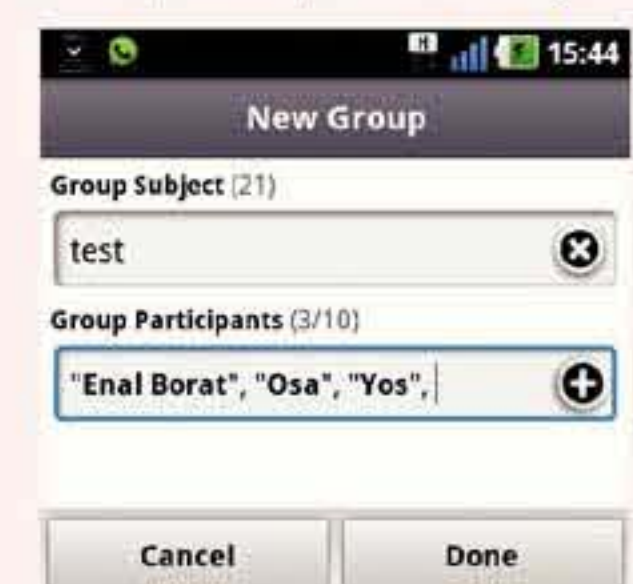 H 15:44
New Group
Group Subject (21)
test
Group Participants (3/10)
"Enal Borat", "Osa", "Yos",
Cancel Done